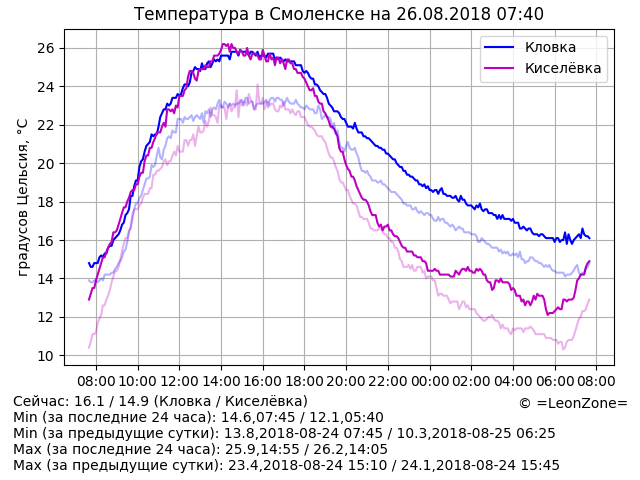 Температура в Смоленске на 26.08.2018 07:40
Кловка
Киселёвка
градусов Цельсия, °C
26
24
22
20
18
16
14
12
10
08:00 10:00 12:00 14:00 16:00 18:00 20:00 22:00 00:00 02:00 04:00 06:00 08:00
Сейчас: 16.1 / 14.9 (Кловка / Киселёвка)
© =LeonZone=
Min (за последние 24 часа): 14.6,07:45 / 12.1,05:40
Min (за предыдущие сутки): 13.8,2018-08-24 07:45 / 10.3,2018-08-25 06:25
Max (за последние 24 часа): 25.9,14:55 / 26.2,14:05
Max (за предыдущие сутки): 23.4,2018-08-24 15:10 / 24.1,2018-08-24 15:45